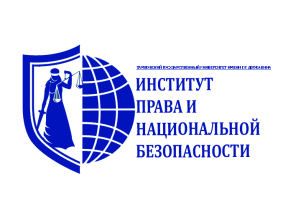 ТАМБОВСКИЙ ГОСУДАРСТВЕННЫЙ УНИВЕРСИТЕТ ИМЕНИ Г.Р. ДЕРЖАВИНА
ИНСТИТУТ
ПРАВА И
НАЦИОНАЛЬНОЙ
БЕЗОПАСНОСТИ